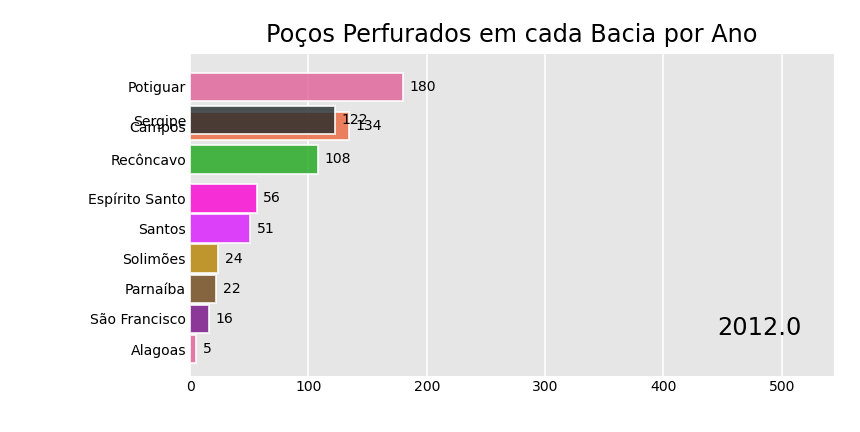 Poços Perfurados em cada Bacia por Ano
Potiguar 180
Sergipe 122
Campos 134
Recôncavo 108
Espírito Santo 56
Santos 51
Solimões 24
Parnaíba 22
São Francisco 16
2012.0
Alagoas 5
0 100 200 300 400 500